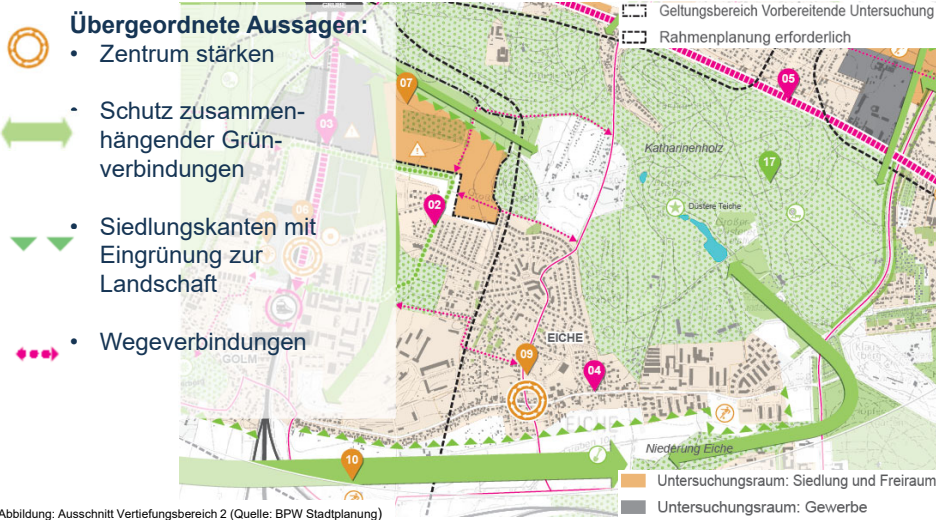 Übergeordnete Aussagen:
• Zentrum stärken
• Schutz zusammen-
hängender Grün-
verbindungen
• Siedlungskanten mit
Eingrünung zur
Landschaft
• Wegeverbindungen
Geltungsbereich Vorbereitende Untersuchung
Rahmenplanung erforderlich
07
05
03
Katharinenholz
17
02
Düstere Teiche
GOLM
EICHE
09
04
Niederung Eiche
10
Untersuchungsraum: Siedlung und Freiraum
Untersuchungsraum: Gewerbe
Abbildung: Ausschnitt Vertiefungsbereich 2 (Quelle: BPW Stadtplanung)